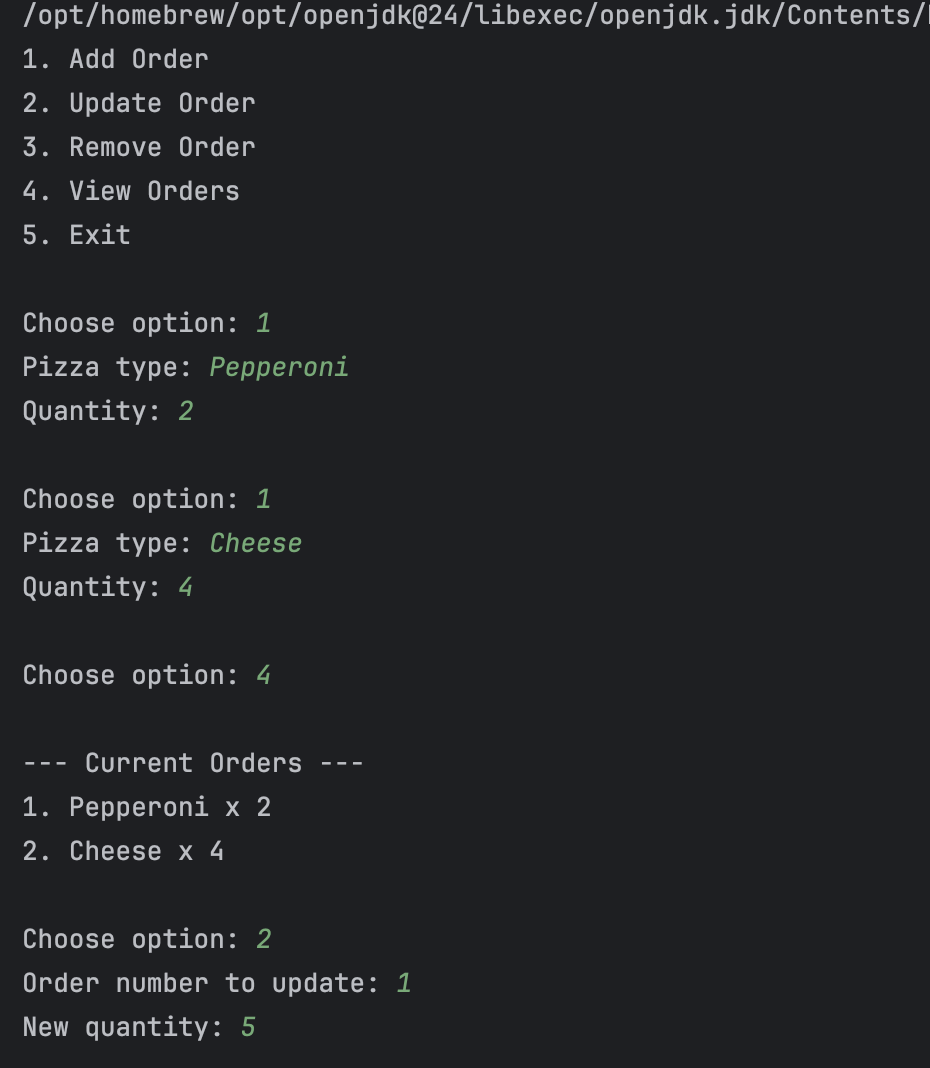 /opt/homebrew/opt/openjdk@24/libexec/openjdk.jdk/Contents/
1. Add Order
2. Update Order
3. Remove Order
4. View Orders
5. Exit
Choose option: 1
Pizza type: Pepperoni
Quantity: 2
Choose option: 1
Pizza type: Cheese
Quantity: 4
Choose option: 4
--- Current Orders ---
1. Pepperoni x 2
2. Cheese x 4
Choose option: 2
Order number to update: 1
New quantity: 5